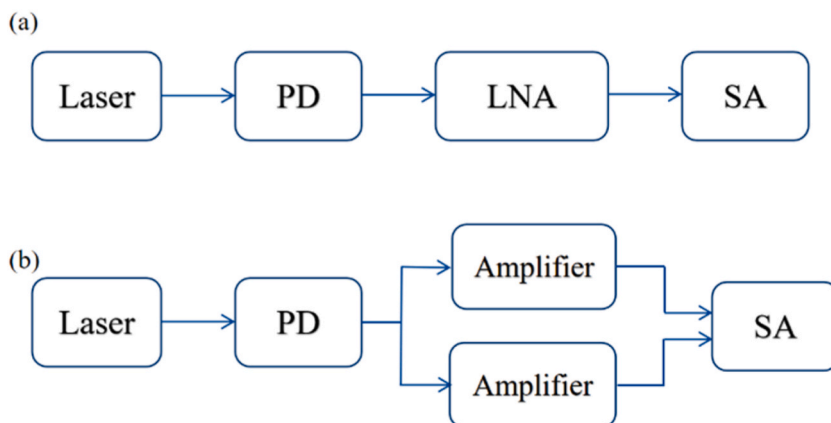 (a)
Laser PD LNA SA
(b)
Amplifier
Laser PD SA
Amplifier